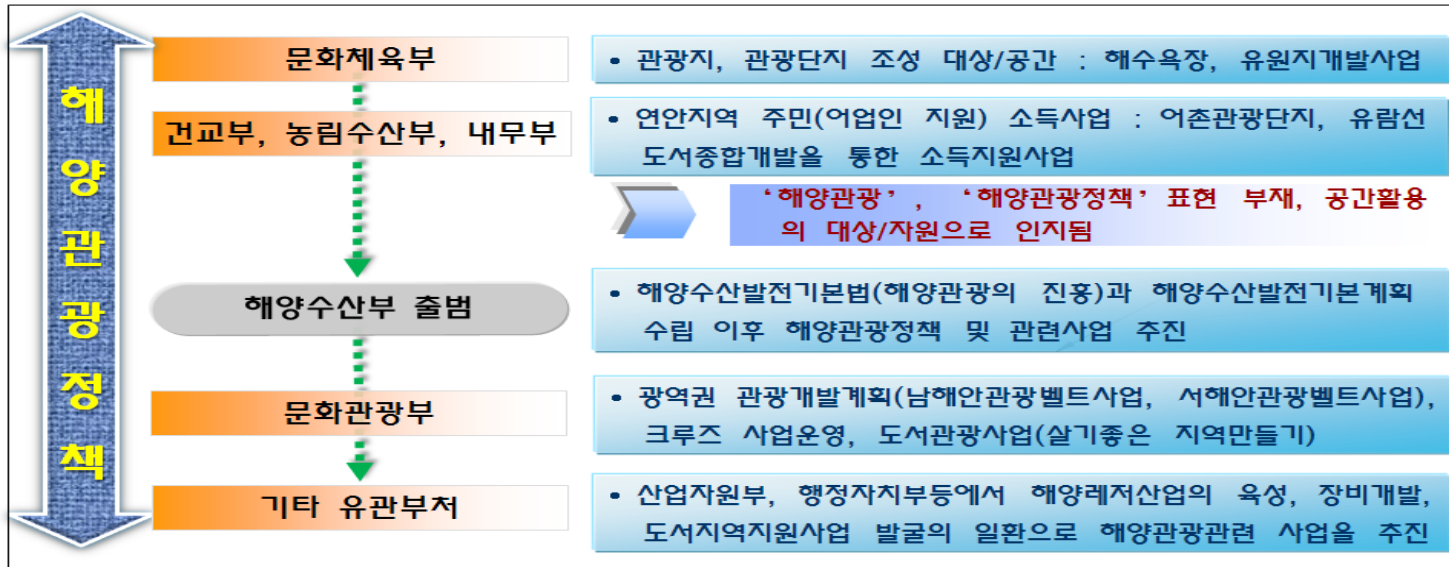 해양관광정책
문화체육부
• 관광지, 관광단지 조성 대상/공간 : 해수욕장, 유원지개발사업
건교부, 농림수산부, 내무부
• 연안지역 주민(어업인 지원) 소득사업 : 어촌관광단지, 유람선
도서종합개발을 통한 소득지원사업
‘해양관광’, ‘해양관광정책’ 표현 부재, 공간활용
의 대상/자원으로 인지됨
해양수산부 출범
• 해양수산발전기본법(해양관광의 진흥)과 해양수산발전기본계획
수립 이후 해양관광정책 및 관련사업 추진
문화관광부
• 광역권 관광개발계획(남해안관광벨트사업, 서해안관광벨트사업),
크루즈 사업운영, 도서관광사업(살기좋은 지역만들기)
기타 유관부처
• 산업자원부, 행정자치부등에서 해양레저산업의 육성, 장비개발,
도서지역지원사업 발굴의 일환으로 해양관광관련 사업을 추진